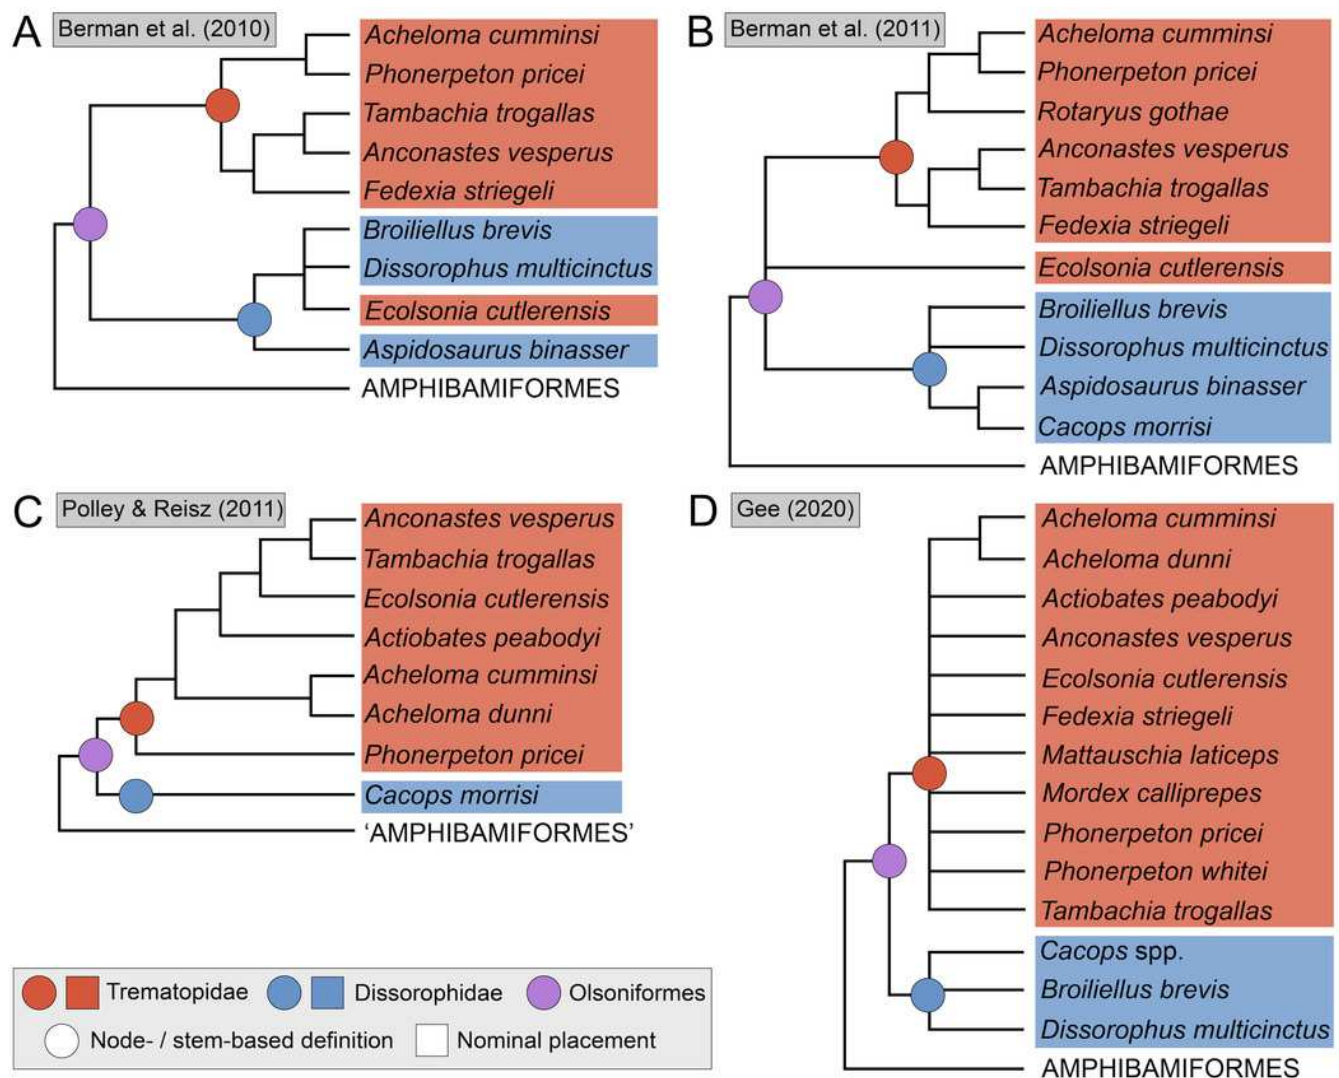 A
Berman et al. (2010)
Acheloma cumminsi
Phonerpeton pricei
Tambachia trogallas
Anconastes vesperus
Fedexia striegeli
Broiliellus brevis
Dissorophus multicinctus
Ecolsonia cutlerensis
Aspidosaurus binasser
AMPHIBAMIFORMES
B
Berman et al. (2011)
Acheloma cumminsi
Phonerpeton pricei
Rotaryus gothae
Anconastes vesperus
Tambachia trogallas
Fedexia striegeli
Ecolsonia cutlerensis
Broiliellus brevis
Dissorophus multicinctus
Aspidosaurus binasser
Cacops morrisi
AMPHIBAMIFORMES
C
Polley & Reisz (2011)
Anconastes vesperus
Tambachia trogallas
Ecolsonia cutlerensis
Actiobates peabodyi
Acheloma cumminsi
Acheloma dunni
Phonerpeton pricei
Cacops morrisi
‘AMPHIBAMIFORMES’
D
Gee (2020)
Acheloma cumminsi
Acheloma dunni
Actiobates peabodyi
Anconastes vesperus
Ecolsonia cutlerensis
Fedexia striegeli
Mattauschia laticeps
Mordex calliprepes
Phonerpeton pricei
Phonerpeton whitei
Tambachia trogallas
Cacops spp.
Broiliellus brevis
Dissorophus multicinctus
AMPHIBAMIFORMES
Trematopidae
Dissorophidae
Olsoniformes
Node- / stem-based definition
Nominal placement